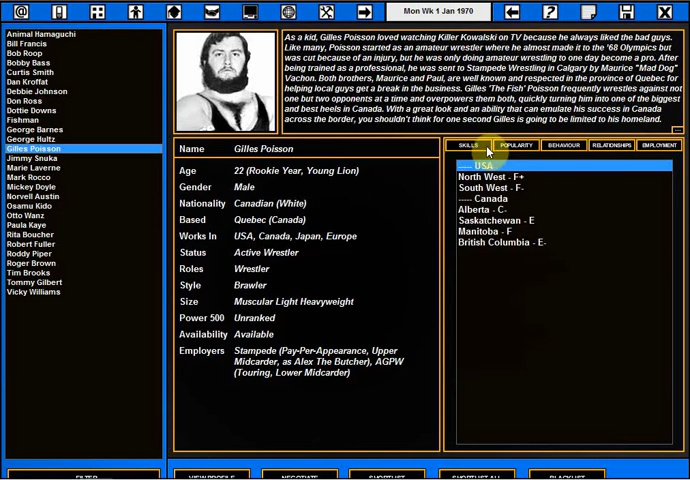 Mon Wk 1 Jan 1970
Animal Hamaguchi
Bill Francis
Bob Roop
Bobby Bass
Curtis Smith
Dan Kroffat
Debbie Johnson
Don Ross
Dottie Downs
Fishman
George Barnes
George Hultz
Gilles Poisson
Jimmy Snuka
Marie Laverne
Mark Rocco
Mickey Doyle
Norvell Austin
Osamu Kido
Otto Wanz
Paula Kaye
Rita Boucher
Robert Fuller
Roddy Piper
Roger Brown
Tim Brooks
Tommy Gilbert
Vicky Williams
FILTER
As a kid, Gilles Poisson loved watching Killer Kowalski on TV because he always liked the bad guys.
Like many, Poisson started as an amateur wrestler where he almost made it to the '68 Olympics but
was cut because of an injury, but he was only doing amateur wrestling to one day become a pro. After
being trained as a professional, he was sent to Stampede Wrestling in Calgary by Maurice "Mad Dog"
Vachon. Both brothers, Maurice and Paul, are well known and respected in the province of Quebec for
helping local guys get a break in the business. Gilles 'The Fish' Poisson frequently wrestles against not
one but two opponents at a time and overpowers them both, quickly turning him into one of the biggest
and best heels in Canada. With a great look and an ability that can emulate his success in Canada
across the border, you shouldn't think for one second Gilles is going to be limited to his homeland.
Name Gilles Poisson
Age 22 (Rookie Year, Young Lion)
Gender Male
Nationality Canadian (White)
Based Quebec (Canada)
Works In USA, Canada, Japan, Europe
Status Active Wrestler
Roles Wrestler
Style Brawler
Size Muscular Light Heavyweight
Power 500 Unranked
Availability Available
Employers Stampede (Pay-Per-Appearance, Upper
Midcarder, as Alex The Butcher), AGPW
(Touring, Lower Midcarder)
SKILLS POPULARITY BEHAVIOUR RELATIONSHIPS EMPLOYMENT
----- USA
North West - F+
South West - F-
----- Canada
Alberta - C-
Saskatchewan - E
Manitoba - F
British Columbia - E-
VIEW PROFILE NEGOTIATE SHORTLIST SHORTLIST ALL BLACKLIST